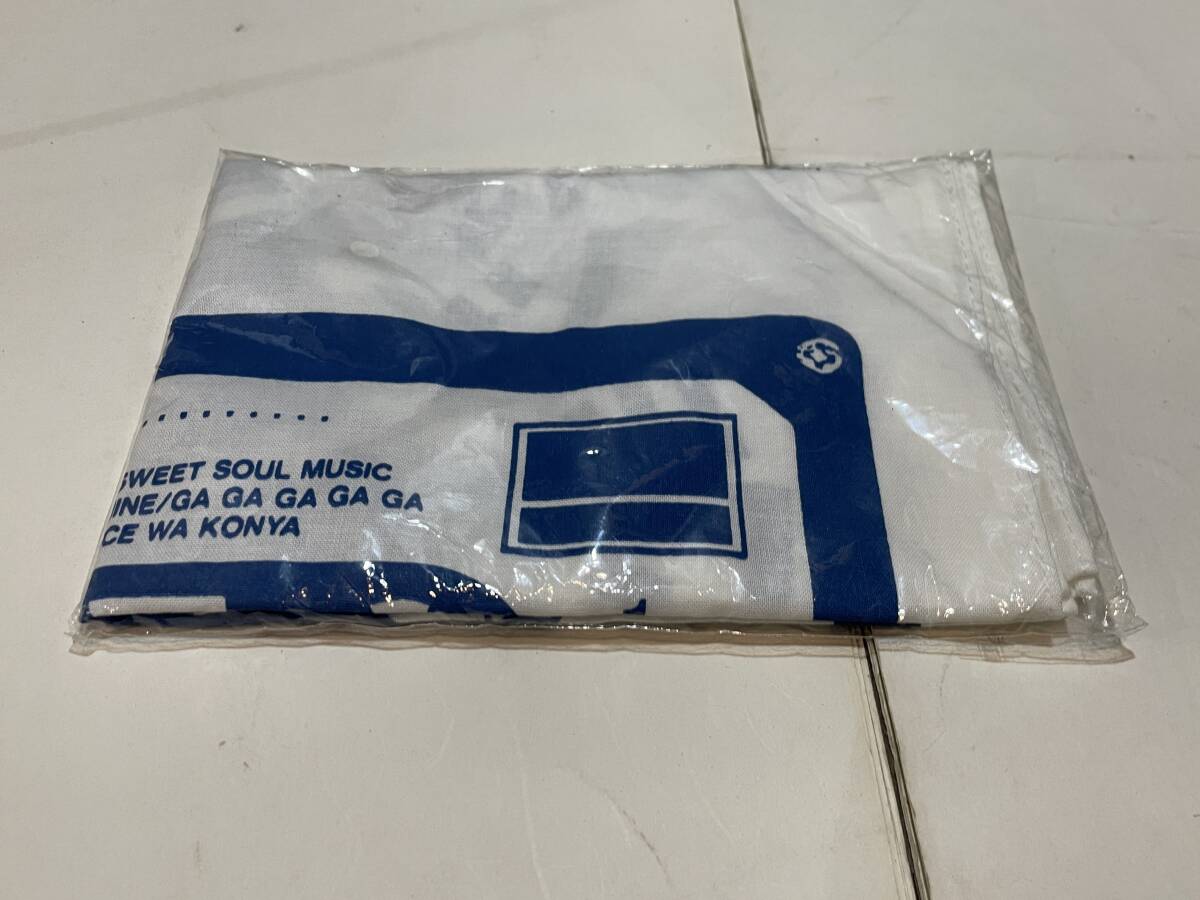 SWEET SOUL MUSIC
INE/GA GA GA GA GA
CE WA KONYA